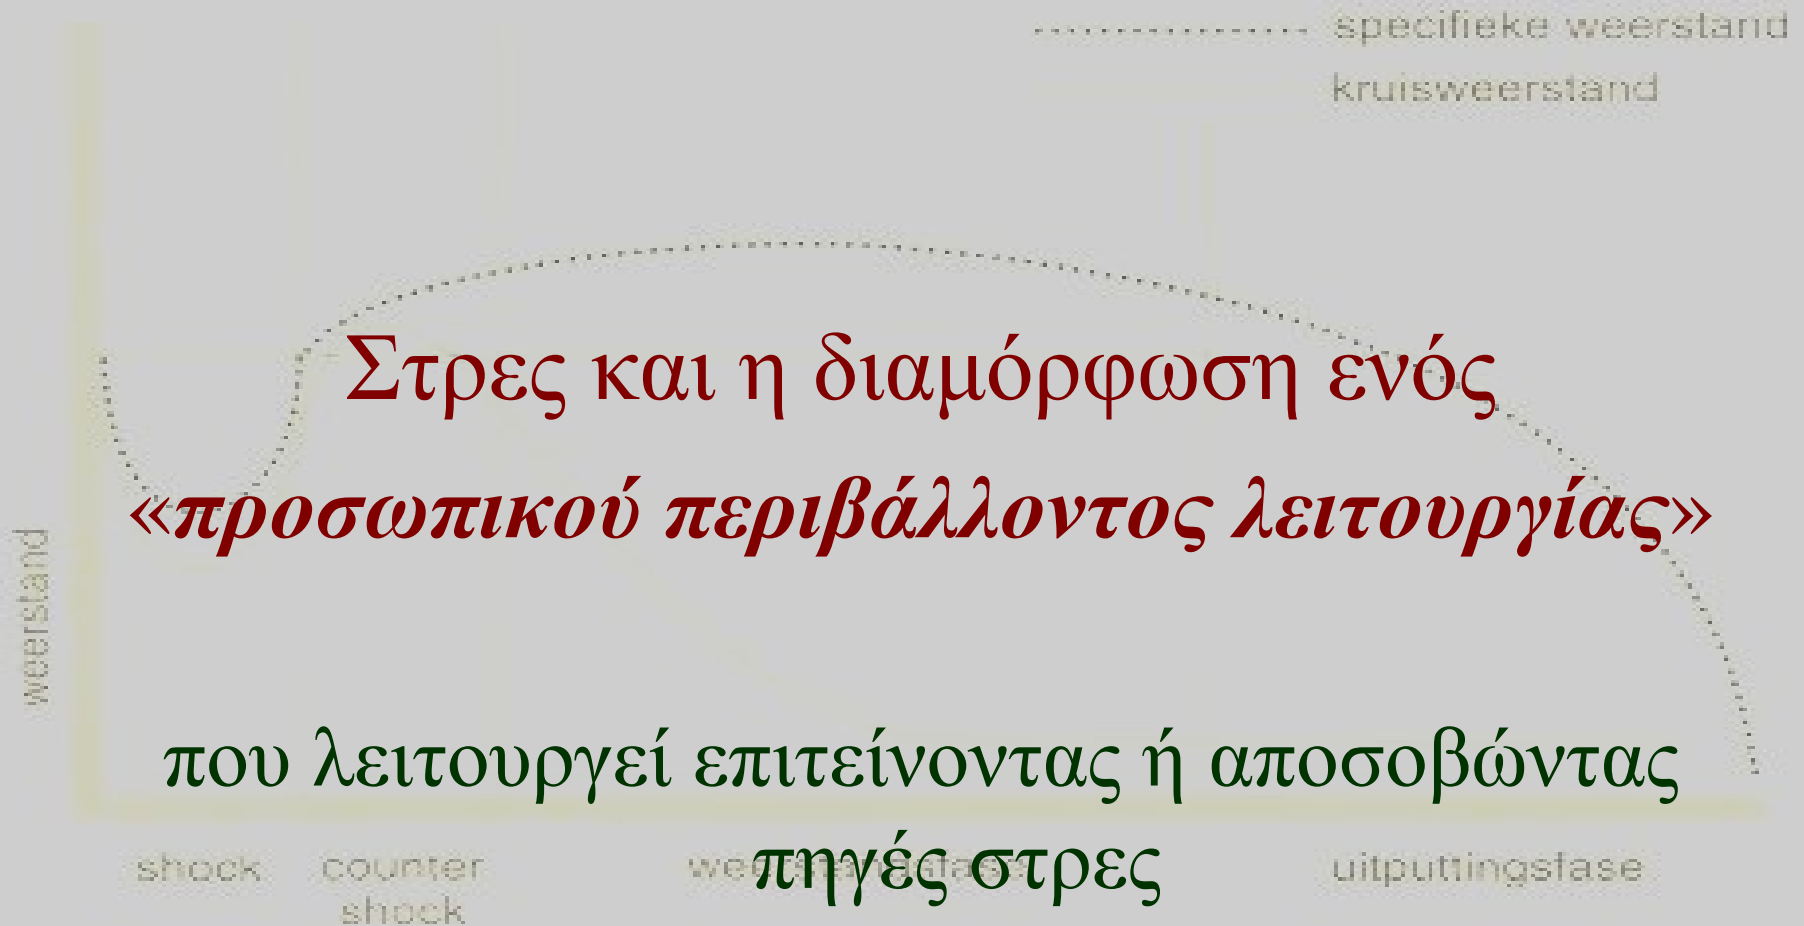 specifieke weerstand
kruisweerstand
Στρες και η διαμόρφωση ενός
«προσωπικού περιβάλλοντος λειτουργίας»
weerstand
που λειτουργεί επιτείνοντας ή αποσοβώντας
πηγές στρες
shock counter shock weerstandsfase uitputtingsfase